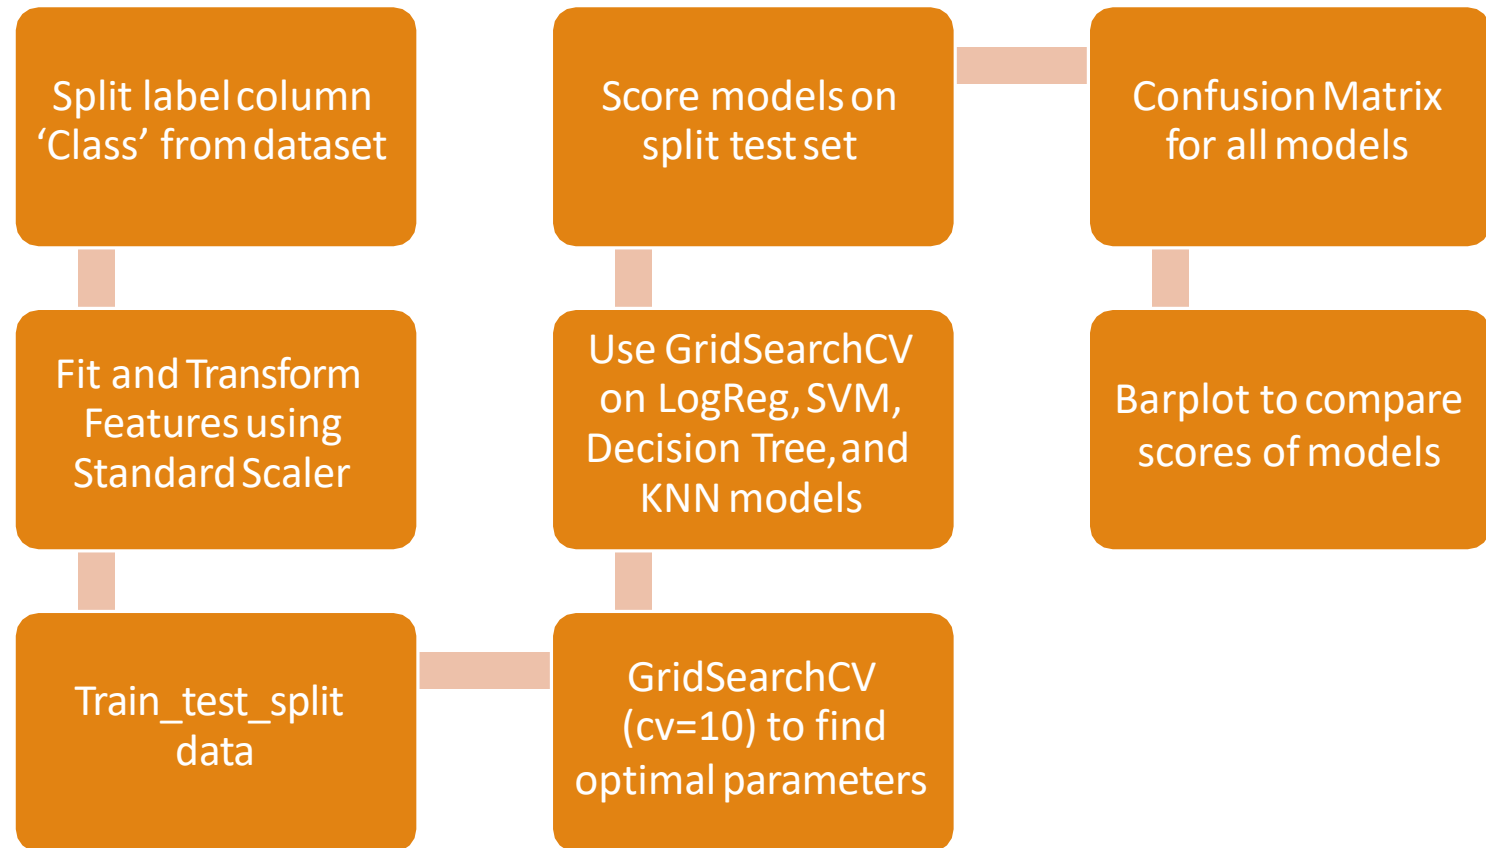 Split label column
‘Class’ from dataset
Fit and Transform
Features using
Standard Scaler
Train_test_split
data
GridSearchCV
(cv=10) to find
optimal parameters
Use GridSearchCV
on LogReg, SVM,
Decision Tree, and
KNN models
Score models on
split test set
Confusion Matrix
for all models
Barplot to compare
scores of models